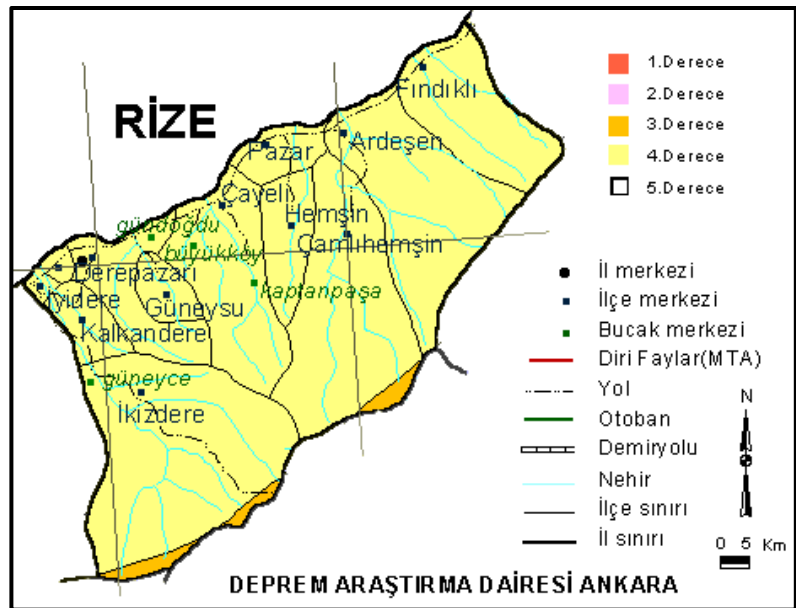 RİZE
Fındıklı
Ardeşen
Pazar
Çayeli
Hemşin
Çamlıhemşin
gündoğdu
büyükköy
kaptanpaşa
Derepazarı
İyidere
Güneysu
Kalkandere
güneyce
İkizdere
1.Derece
2.Derece
3.Derece
4.Derece
5.Derece
İl merkezi
İlçe merkezi
Bucak merkezi
Diri Faylar(MTA)
Yol
Otoban
Demiryolu
Nehir
İlçe sınırı
İl sınırı
N
0 5 Km
DEPREM ARAŞTIRMA DAİRESİ ANKARA